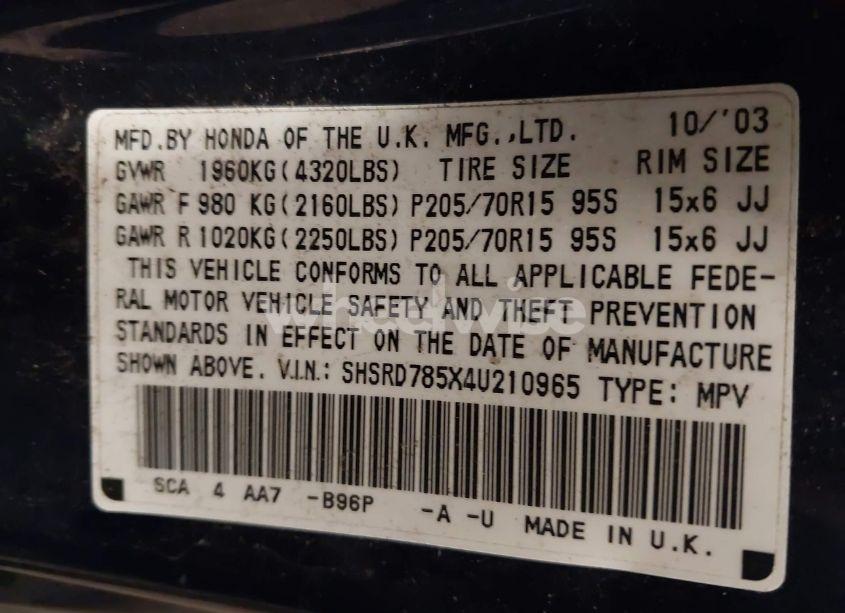 MFD.BY HONDA OF THE U.K. MFG.,LTD. 10/'03
GVWR 1960KG(4320LBS) TIRE SIZE RIM SIZE
GAWR F 980 KG(2160LBS) P205/70R15 95S 15x6 JJ
GAWR R 1020KG(2250LBS) P205/70R15 95S 15x6 JJ
THIS VEHICLE CONFORMS TO ALL APPLICABLE FEDE-
RAL MOTOR VEHICLE SAFETY AND THEFT PREVENTION
STANDARDS IN EFFECT ON THE DATE OF MANUFACTURE
SHOWN ABOVE. V.I.N.: SHSRD785X4U210965 TYPE: MPV
SCA 4 AA7 -B96P -A -U MADE IN U.K.
wheelwise